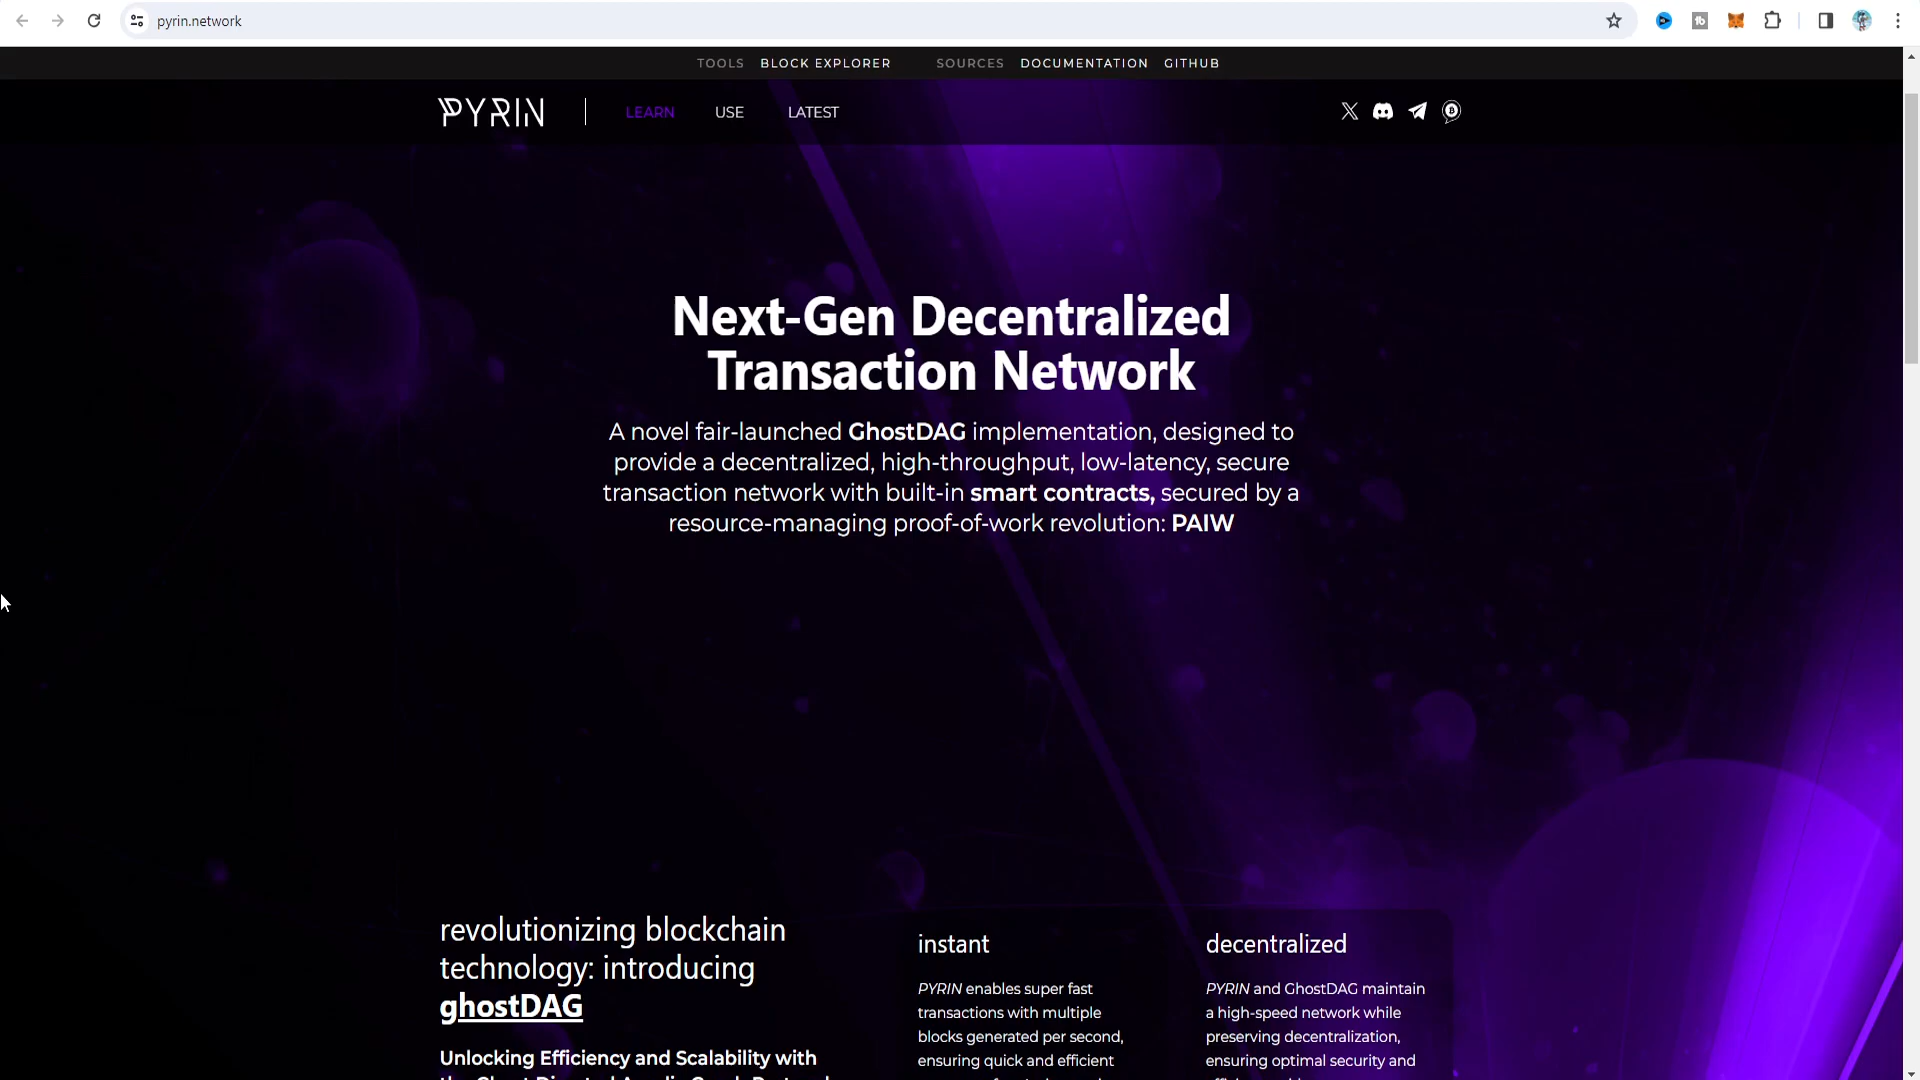 pyrin.network
TOOLS BLOCK EXPLORER SOURCES DOCUMENTATION GITHUB
PYRIN LEARN USE LATEST
Next-Gen Decentralized
Transaction Network
A novel fair-launched GhostDAG implementation, designed to
provide a decentralized, high-throughput, low-latency, secure
transaction network with built-in smart contracts, secured by a
resource-managing proof-of-work revolution: PAIW
revolutionizing blockchain
technology: introducing
ghostDAG
Unlocking Efficiency and Scalability with
instant
PYRIN enables super fast
transactions with multiple
blocks generated per second,
ensuring quick and efficient
decentralized
PYRIN and GhostDAG maintain
a high-speed network while
preserving decentralization,
ensuring optimal security and